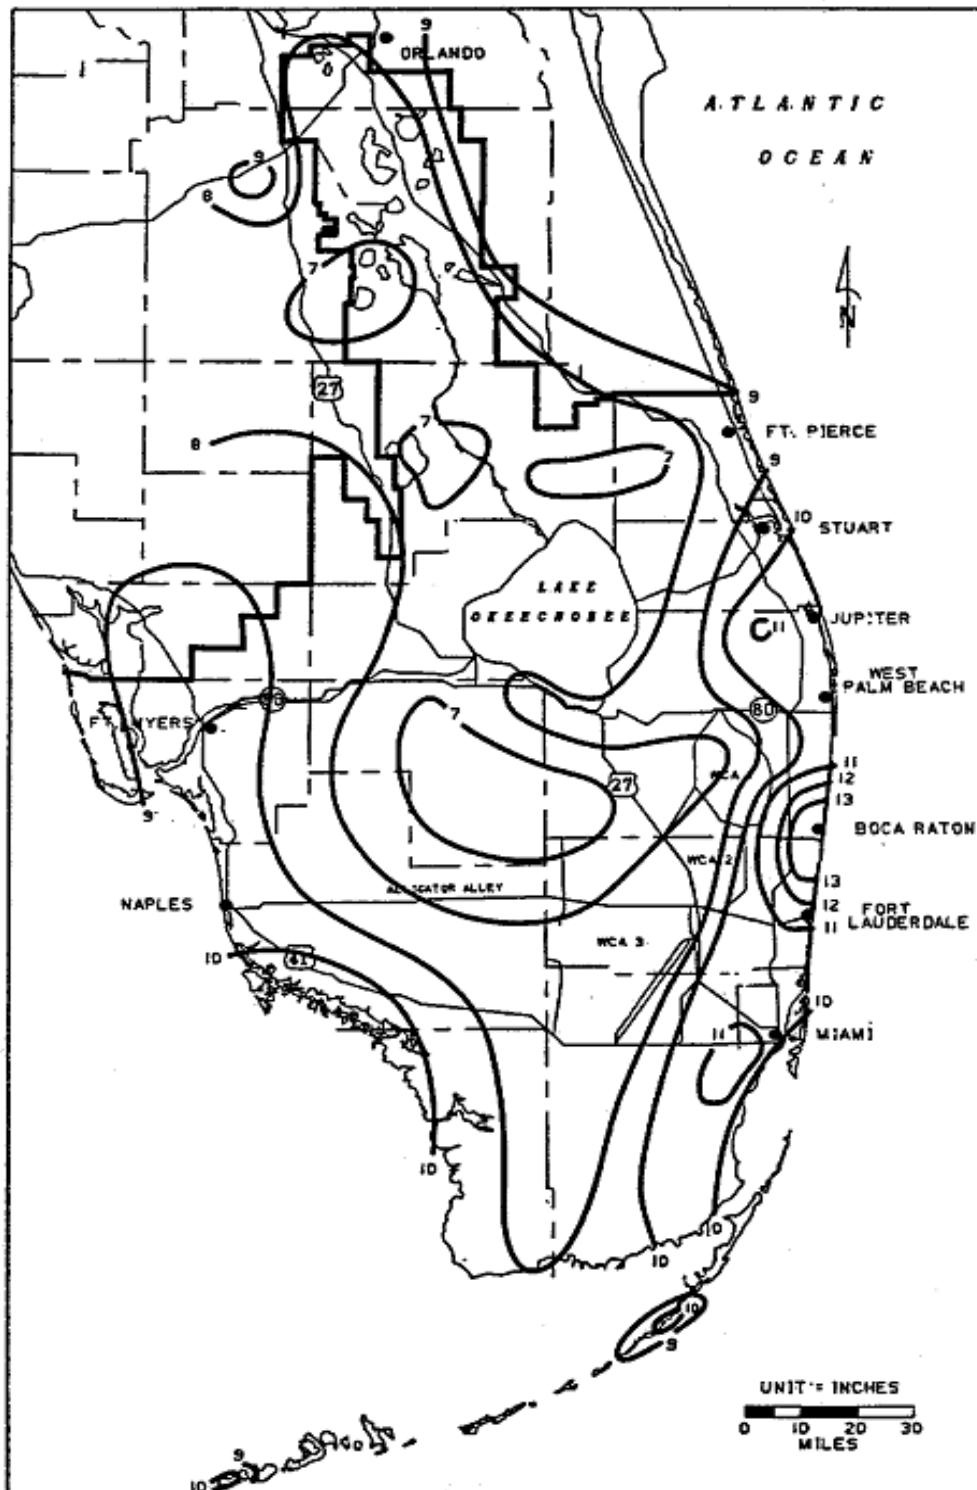 9
ORLANDO
ATLANTIC
OCEAN
9
8
N
7
27
9
8
7
FT. PIERCE
7
9
10
STUART
LAKE
OKEECHOBEE
11
JUPITER
WEST
PALM BEACH
80
7
FT. MYERS
11
12
WCA
27
13
9
BOCA RATON
WCA 2
ALLIGATOR ALLEY
13
NAPLES
12
FORT
LAUDERDALE
11
WCA 3
10
41
10
11
MIAMI
10
10
10
10
9
UNIT = INCHES
0 10 20 30
MILES
9
10